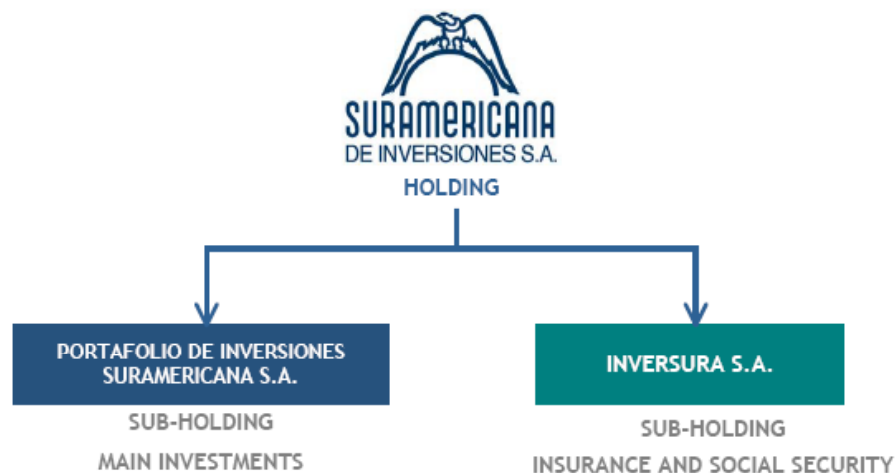 SURAMERICANA
DE INVERSIONES S.A.
HOLDING
PORTAFOLIO DE INVERSIONES
SURAMERICANA S.A.
SUB-HOLDING
MAIN INVESTMENTS
INVERSURA S.A.
SUB-HOLDING
INSURANCE AND SOCIAL SECURITY